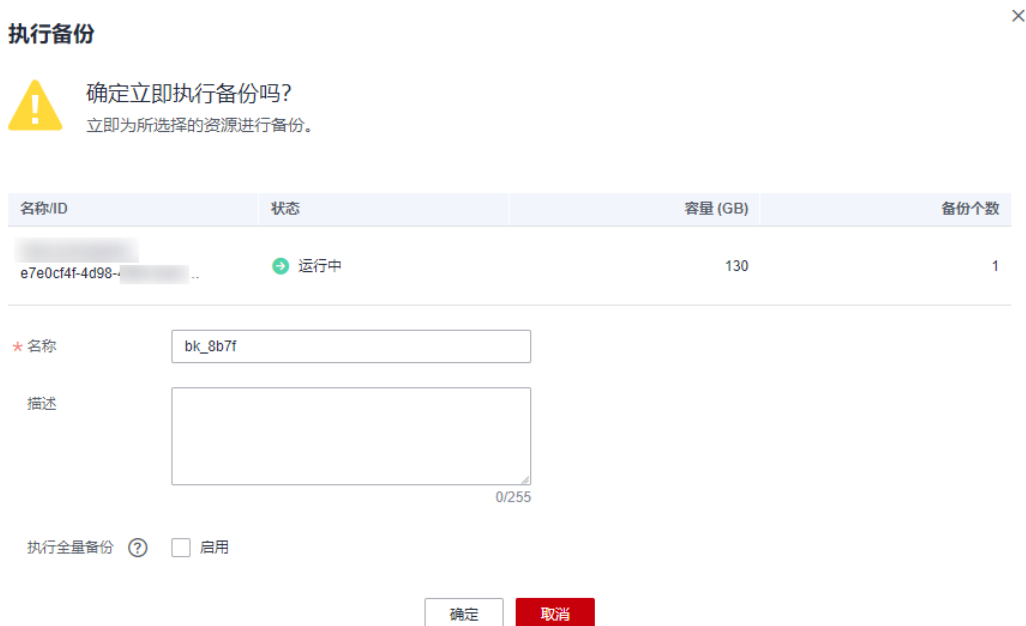 执行备份
确定立即执行备份吗?
立即为所选择的资源进行备份。
名称/ID 状态 容量 (GB) 备份个数
运行中 130 1
e7e0cf4f-4d98- ..
* 名称 bk_8b7f
描述
0/255
执行全量备份 ? 启用
确定 取消